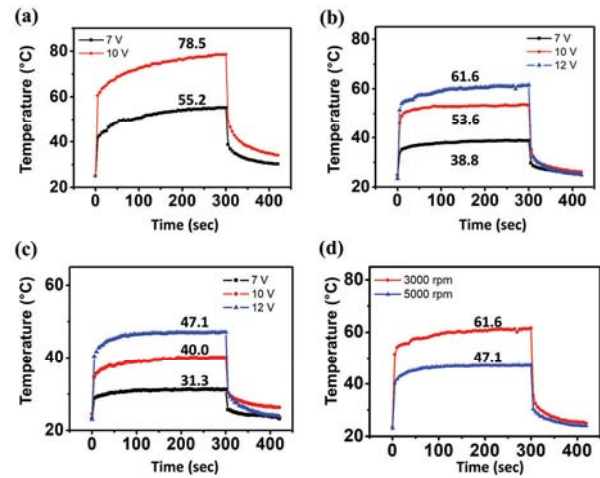 (a)
7 V
10 V
78.5
55.2
80
60
40
20
Temperature (°C)
0 100 200 300 400
Time (sec)
(b)
7 V
10 V
12 V
61.6
53.6
38.8
80
60
40
20
Temperature (°C)
0 100 200 300 400
Time (sec)
(c)
7 V
10 V
12 V
47.1
40.0
31.3
60
40
20
Temperature (°C)
0 100 200 300 400
Time (sec)
(d)
3000 rpm
5000 rpm
61.6
47.1
80
60
40
20
Temperature (°C)
0 100 200 300 400
Time (sec)